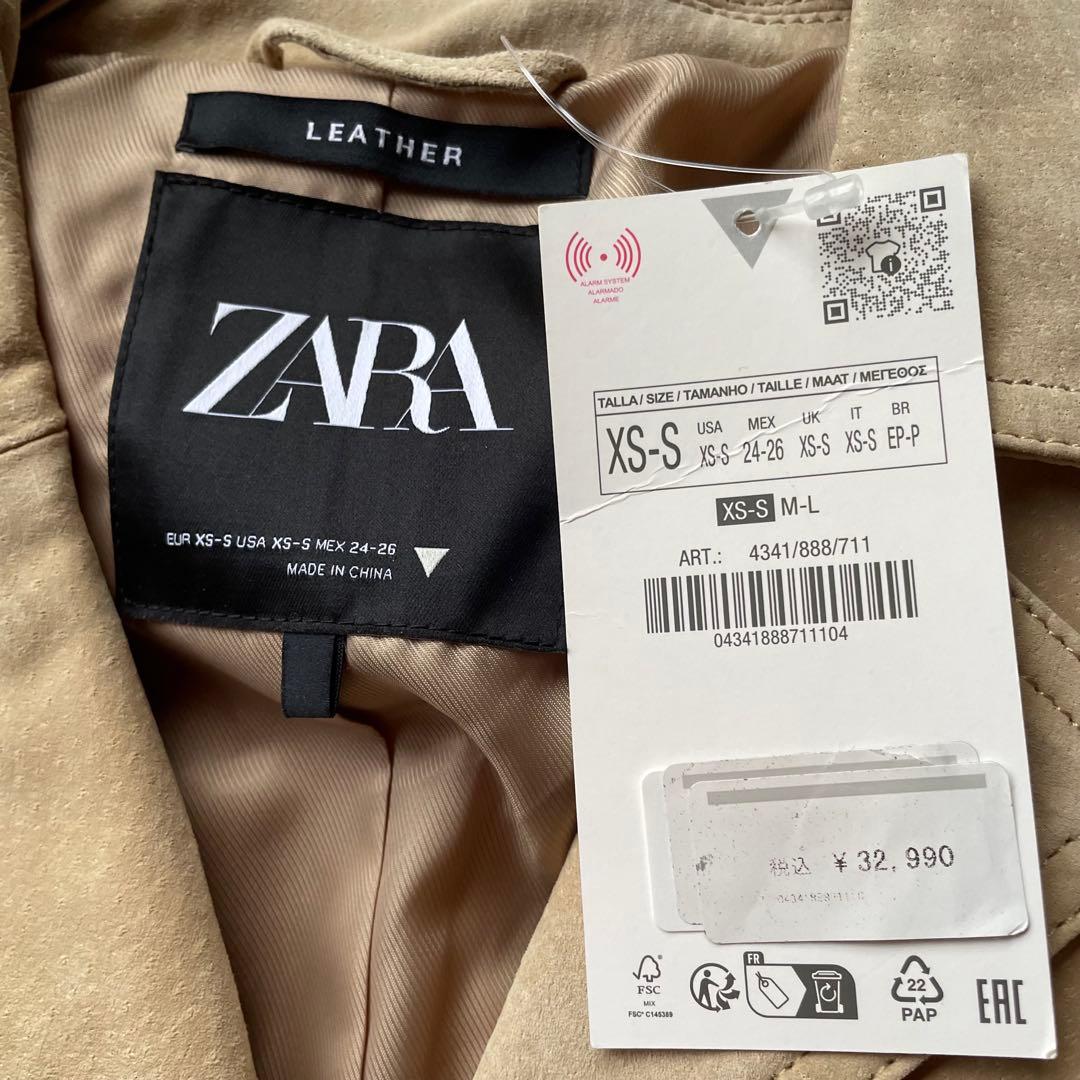 LEATHER
ZARA
EUR XS-S USA XS-S MEX 24-26
MADE IN CHINA
ALARM SYSTEM
ALARMADO
ALARME
i
TALLA / SIZE / TAMANHO / TAILLE / MAAT / ΜΕΓΕΘΟΣ
XS-S
USA
XS-S
MEX
24-26
UK
XS-S
IT
XS-S
BR
EP-P
XS-S M-L
ART.: 4341/888/711
04341888711104
税込 ¥32,990
FSC
MIX
FSC® C145389
FR
22
PAP
EAC